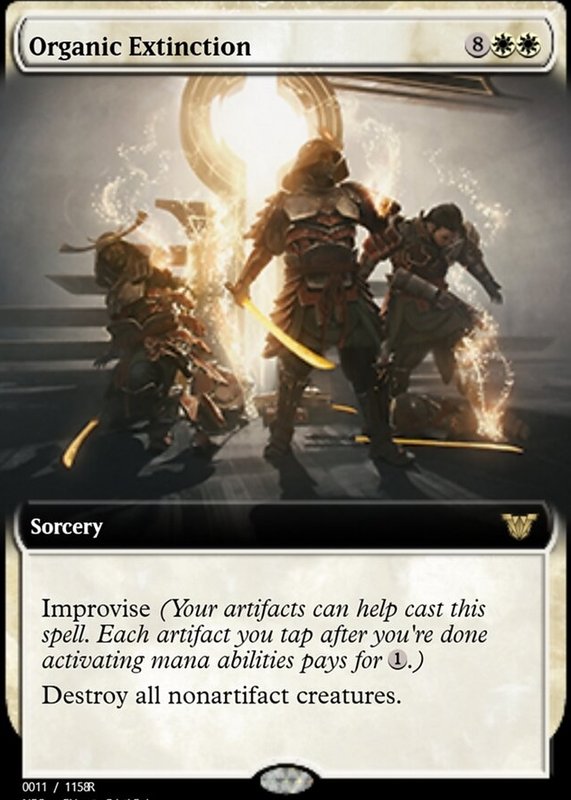 Organic Extinction 8
Sorcery
Improvise (Your artifacts can help cast this
spell. Each artifact you tap after you're done
activating mana abilities pays for 1.)
Destroy all nonartifact creatures.
0011 / 1158R